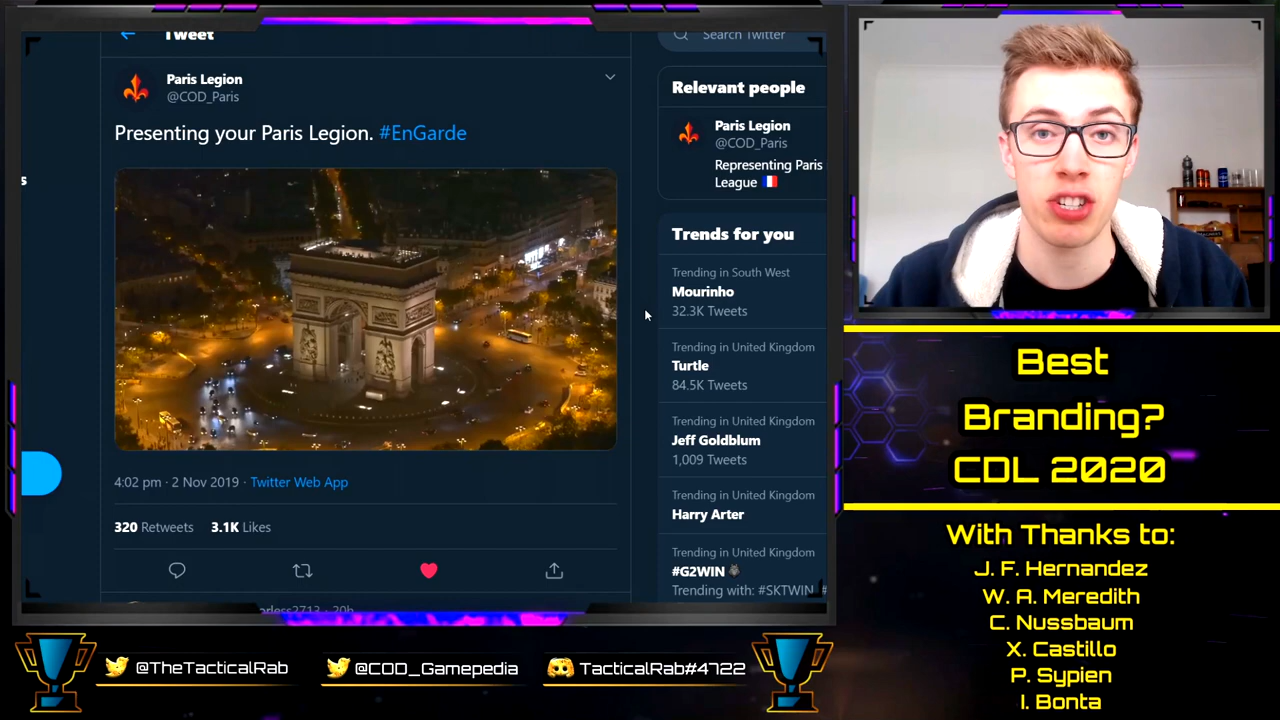 Tweet
Search Twitter
Paris Legion
@COD_Paris
Presenting your Paris Legion. #EnGarde
4:02 pm · 2 Nov 2019 · Twitter Web App
320 Retweets 3.1K Likes
Relevant people
Paris Legion
@COD_Paris
Representing Paris
League
Trends for you
Trending in South West
Mourinho
32.3K Tweets
Trending in United Kingdom
Turtle
84.5K Tweets
Trending in United Kingdom
Jeff Goldblum
1,009 Tweets
Trending in United Kingdom
Harry Arter
Trending in United Kingdom
#G2WIN
Trending with: #SKTWIN, #
Best
Branding?
CDL 2020
With Thanks to:
J. F. Hernandez
W. A. Meredith
C. Nussbaum
X. Castillo
P. Sypien
I. Bonta
@TheTacticalRab
@COD_Gamepedia
TacticalRab#4722